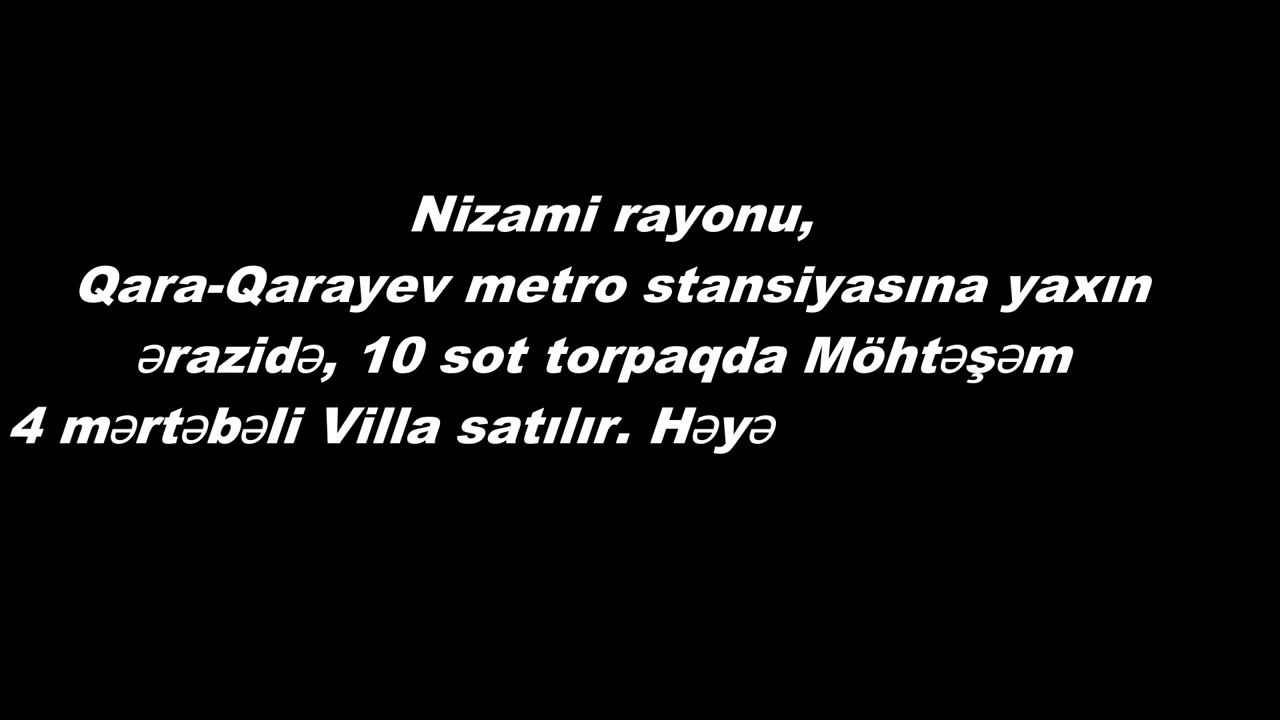 Nizami rayonu,
Qara-Qarayev metro stansiyasına yaxın
ərazidə, 10 sot torpaqda Möhtəşəm
4 mərtəbəli Villa satılır. Həyə